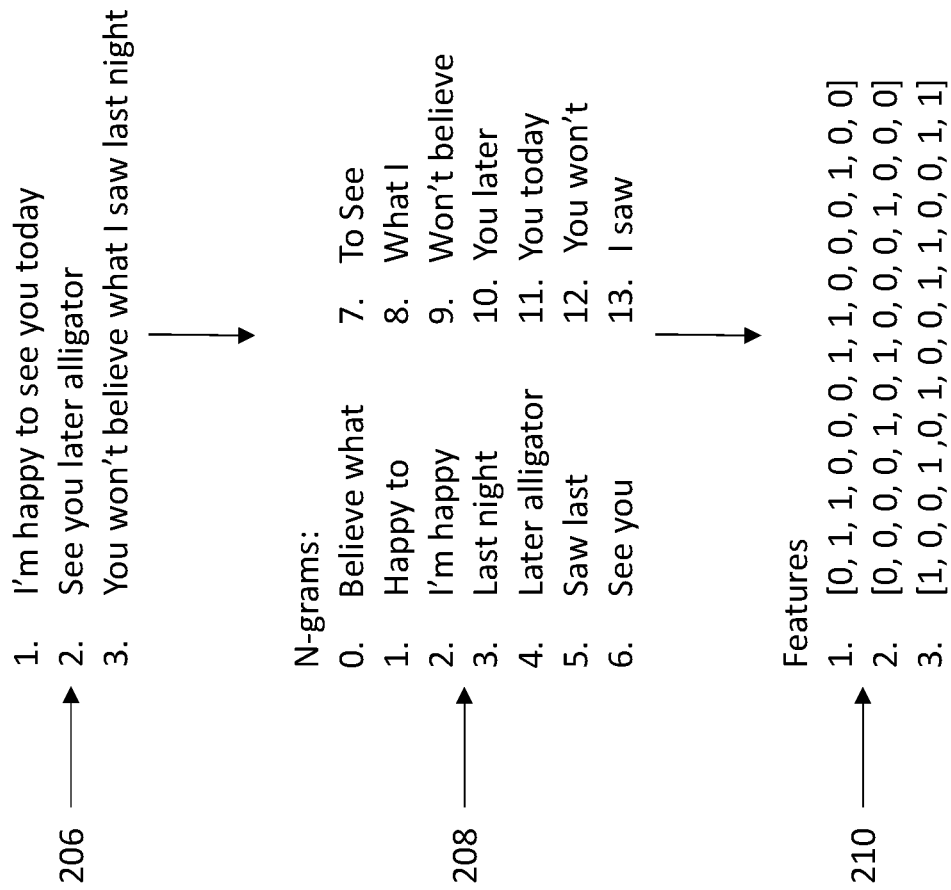 1. I'm happy to see you today
2. See you later alligator
3. You won't believe what I saw last night
206
N-grams:
0. Believe what
1. Happy to
2. I'm happy
3. Last night
4. Later alligator
5. Saw last
6. See you
7. To See
8. What I
9. Won't believe
10. You later
11. You today
12. You won't
13. I saw
208
Features
1. [0, 1, 1, 0, 0, 0, 1, 1, 0, 0, 0, 1, 0, 0]
2. [0, 0, 0, 0, 1, 0, 1, 0, 0, 0, 1, 0, 0, 0]
3. [1, 0, 0, 1, 0, 1, 0, 0, 1, 1, 0, 0, 1, 1]
210